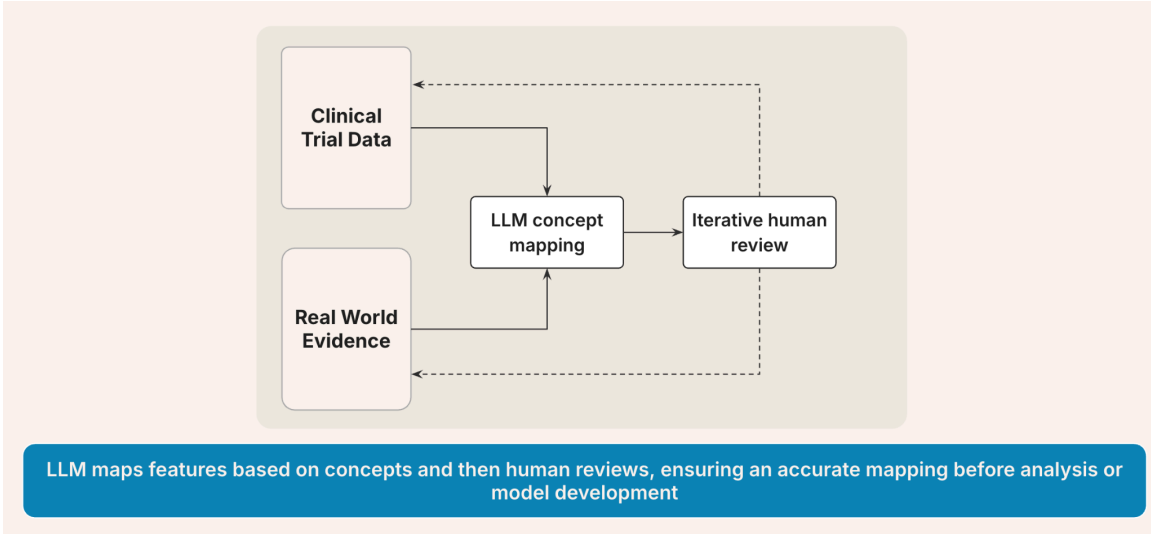 Clinical
Trial Data
LLM concept
mapping
Iterative human
review
Real World
Evidence
LLM maps features based on concepts and then human reviews, ensuring an accurate mapping before analysis or
model development